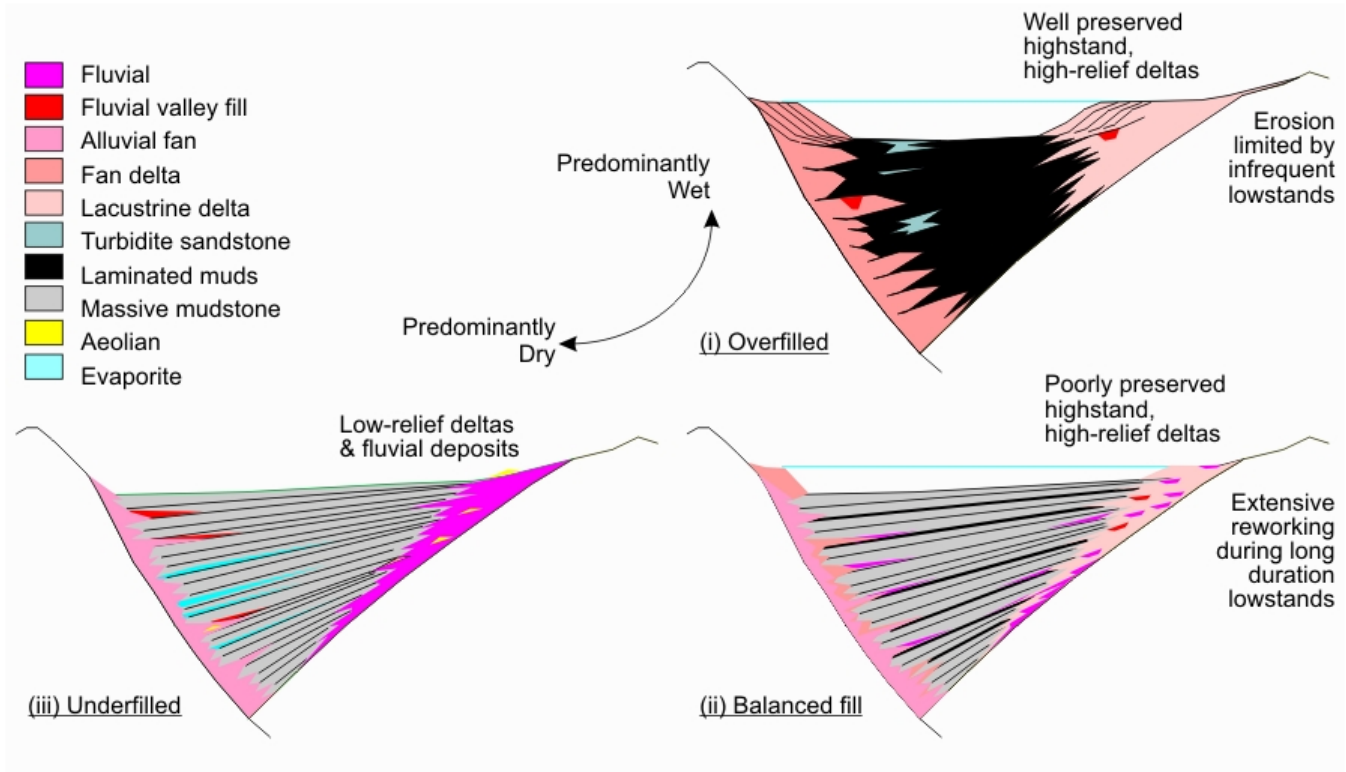 Fluvial
Fluvial valley fill
Alluvial fan
Fan delta
Lacustrine delta
Turbidite sandstone
Laminated muds
Massive mudstone
Aeolian
Evaporite
Well preserved
highstand,
high-relief deltas
Erosion
limited by
infrequent
lowstands
Predominantly
Wet
Predominantly
Dry
(i) Overfilled
Low-relief deltas
& fluvial deposits
(iii) Underfilled
Poorly preserved
highstand,
high-relief deltas
Extensive
reworking
during long
duration
lowstands
(ii) Balanced fill